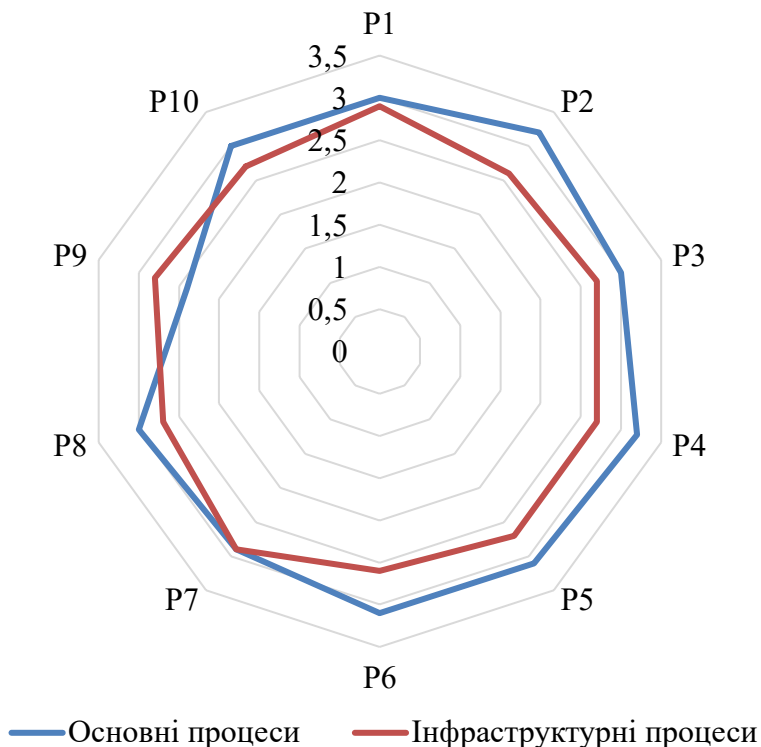 P1
3,5
P10
3
P2
2,5
2
1,5
P9
1
P3
0,5
0
P8
P4
P7
P5
P6
Основні процеси
Інфраструктурні процеси